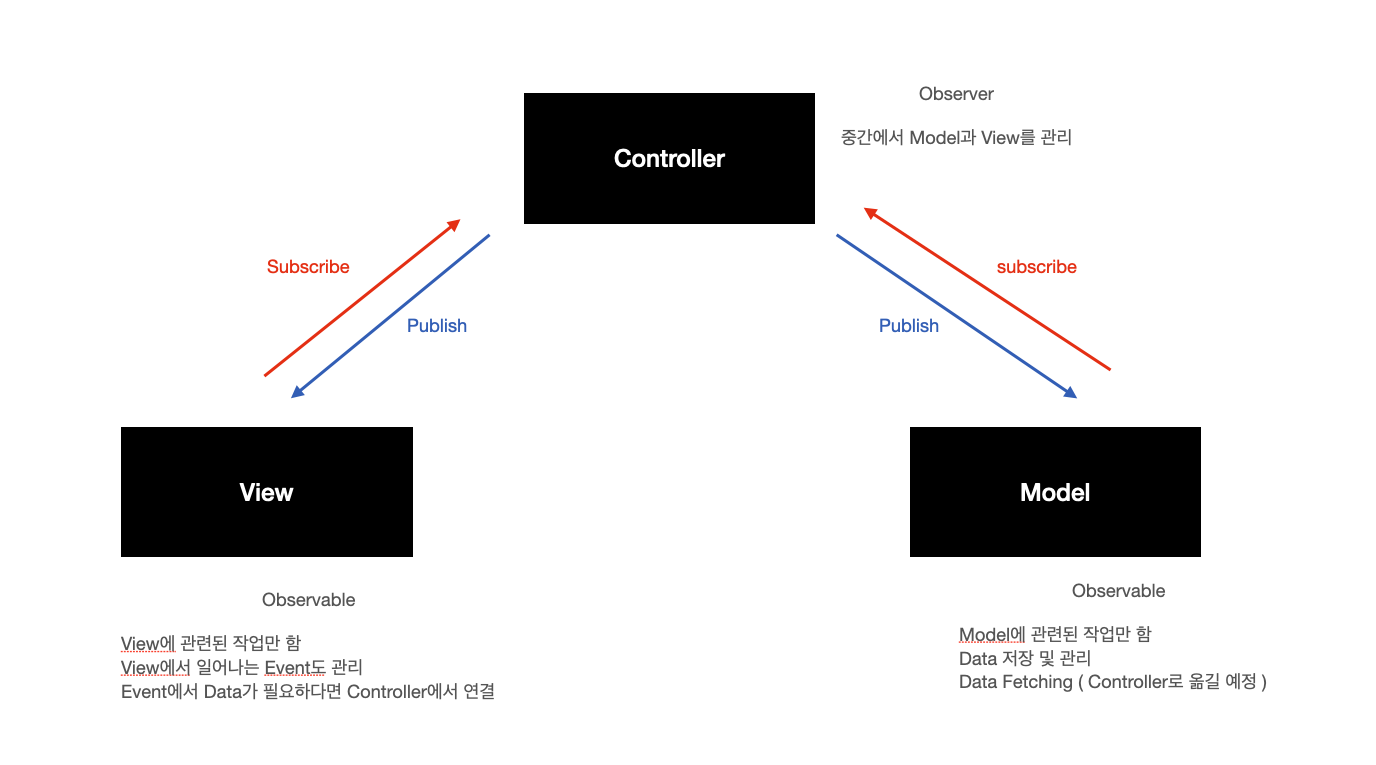 Observer
Controller
중간에서 Model과 View를 관리
Subscribe
subscribe
Publish
Publish
View
Model
Observable
View에 관련된 작업만 함
View에서 일어나는 Event도 관리
Event에서 Data가 필요하다면 Controller에서 연결
Observable
Model에 관련된 작업만 함
Data 저장 및 관리
Data Fetching ( Controller로 옮길 예정 )